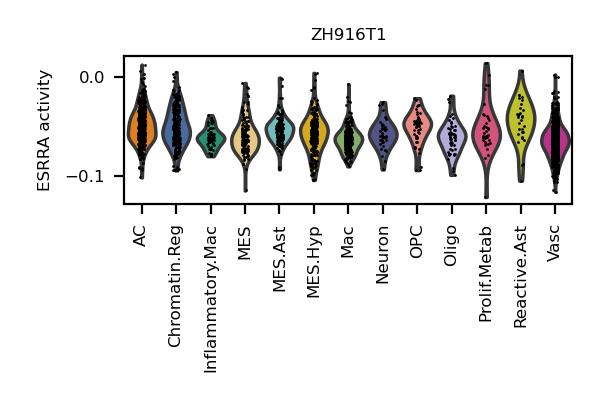 ZH916T1
ESRRA activity
0.0
−0.1
AC
Chromatin.Reg
Inflammatory.Mac
MES
MES.Ast
MES.Hyp
Mac
Neuron
OPC
Oligo
Prolif.Metab
Reactive.Ast
Vasc